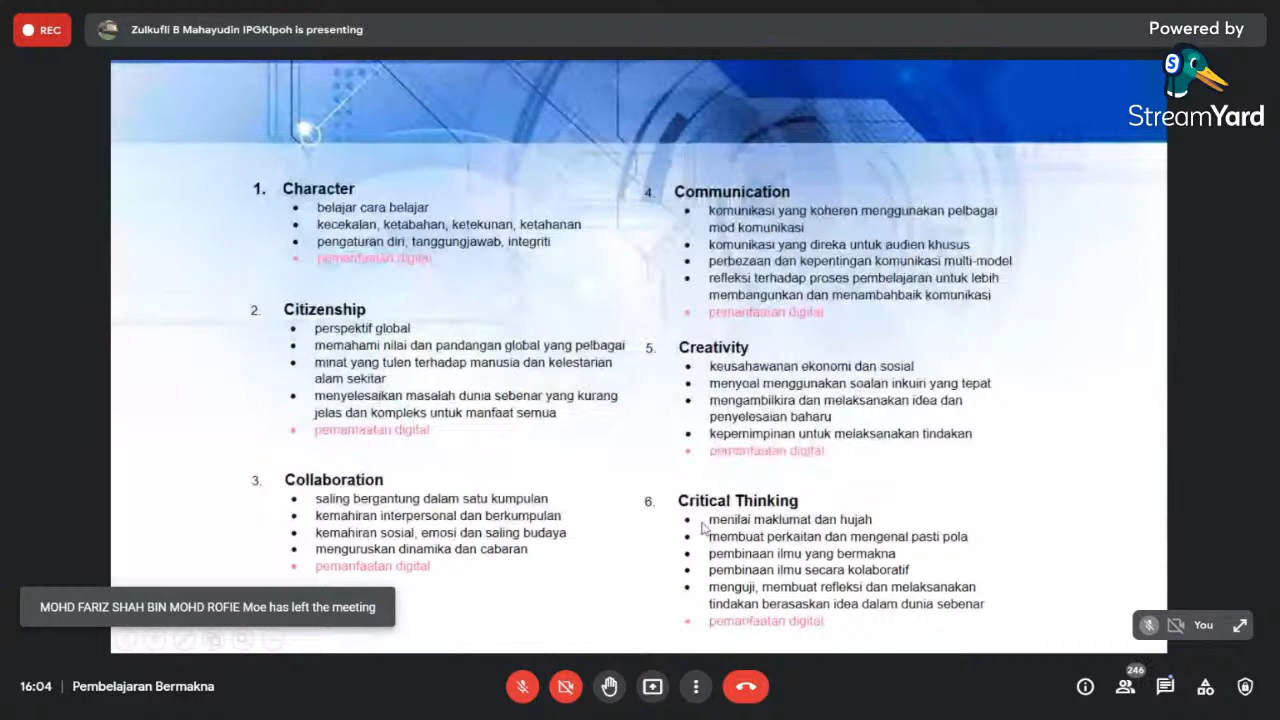 REC
Zulkufli B Mahayudin IPGKIpoh is presenting
Powered by
S
StreamYard
1. Character
• belajar cara belajar
• kecekalan, ketabahan, ketekunan, ketahanan
• pengaturan diri, tanggungjawab, integriti
• pemanfaatan digital
2. Citizenship
• perspektif global
• memahami nilai dan pandangan global yang pelbagai
• minat yang tulen terhadap manusia dan kelestarian
alam sekitar
• menyelesaikan masalah dunia sebenar yang kurang
jelas dan kompleks untuk manfaat semua
• pemanfaatan digital
3. Collaboration
• saling bergantung dalam satu kumpulan
• kemahiran interpersonal dan berkumpulan
• kemahiran sosial, emosi dan saling budaya
• menguruskan dinamika dan cabaran
• pemanfaatan digital
4. Communication
• komunikasi yang koheren menggunakan pelbagai
mod komunikasi
• komunikasi yang direka untuk audien khusus
• perbezaan dan kepentingan komunikasi multi-model
• refleksi terhadap proses pembelajaran untuk lebih
membangunkan dan menambahbaik komunikasi
• pemanfaatan digital
5. Creativity
• keusahawanan ekonomi dan sosial
• menyoal menggunakan soalan inkuiri yang tepat
• mengambilkira dan melaksanakan idea dan
penyelesaian baharu
• kepemimpinan untuk melaksanakan tindakan
• pemanfaatan digital
6. Critical Thinking
• menilai maklumat dan hujah
• membuat perkaitan dan mengenal pasti pola
• pembinaan ilmu yang bermakna
• pembinaan ilmu secara kolaboratif
• menguji, membuat refleksi dan melaksanakan
tindakan berasaskan idea dalam dunia sebenar
• pemanfaatan digital
MOHD FARIZ SHAH BIN MOHD ROFIE Moe has left the meeting
You
16:04 | Pembelajaran Bermakna
246